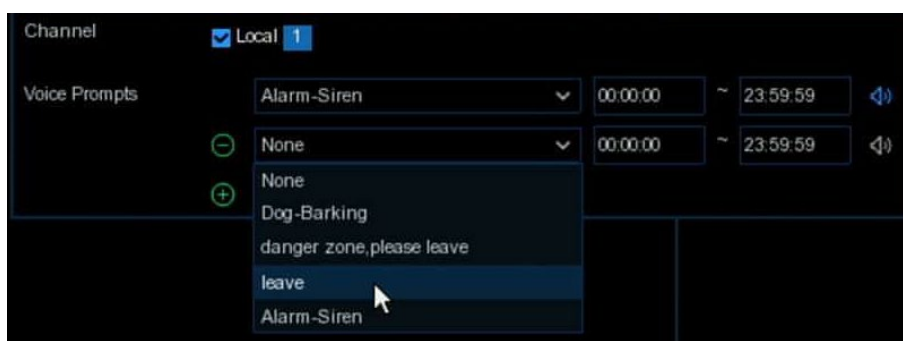 Channel Local 1
Voice Prompts Alarm-Siren 00:00:00 ~ 23:59:59
None 00:00:00 ~ 23:59:59
None
Dog-Barking
danger zone,please leave
leave
Alarm-Siren